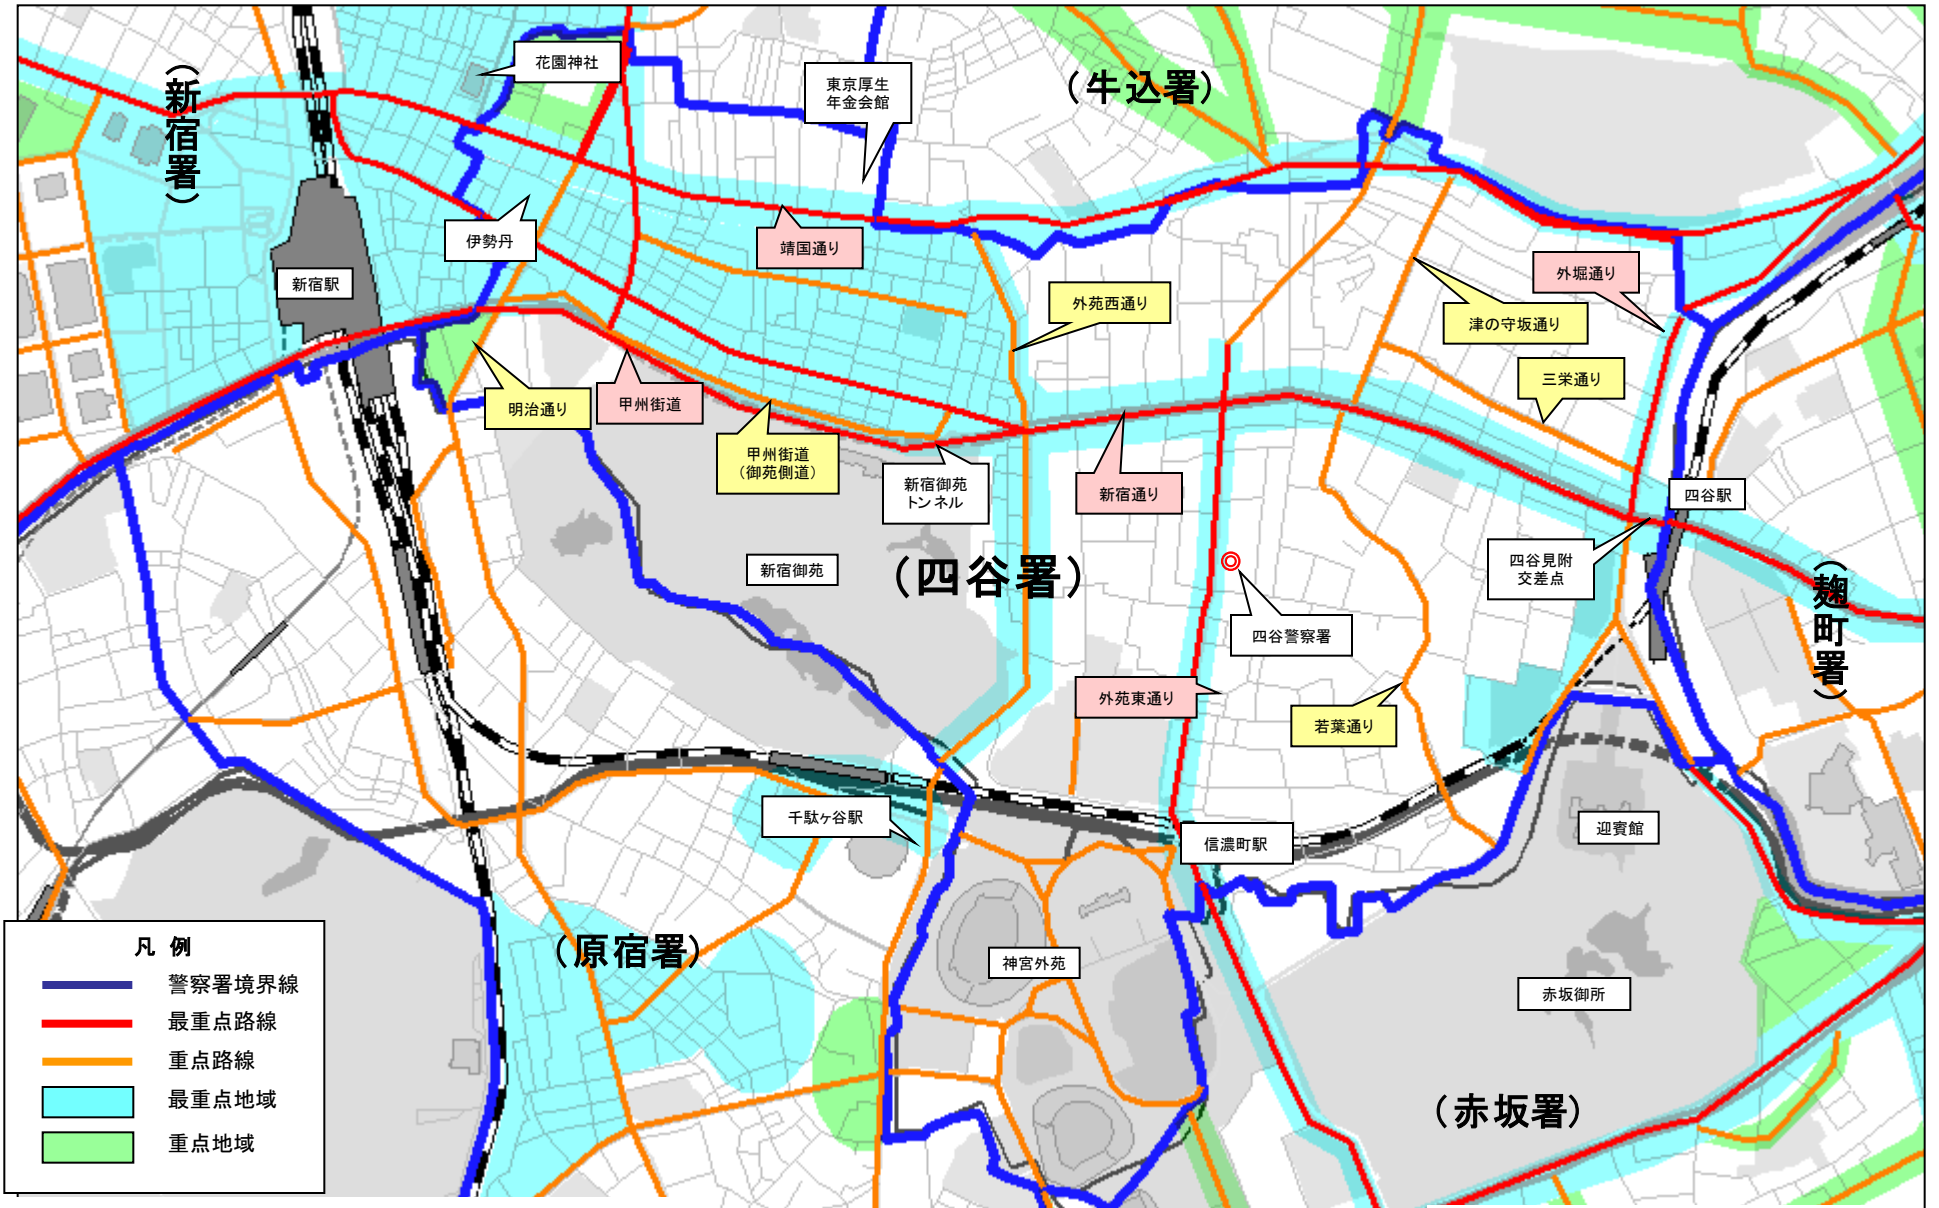 （新宿署）
花園神社
東京厚生
年金会館
（牛込署）
伊勢丹
靖国通り
新宿駅
外苑西通り
外堀通り
津の守坂通り
三栄通り
明治通り
甲州街道
甲州街道
（御苑側道）
新宿御苑
トンネル
新宿通り
四谷駅
新宿御苑
（四谷署）
四谷見附
交差点
（麹町署）
四谷警察署
外苑東通り
若葉通り
千駄ヶ谷駅
信濃町駅
迎賓館
（原宿署）
神宮外苑
赤坂御所
（赤坂署）
凡 例
警察署境界線
最重点路線
重点路線
最重点地域
重点地域